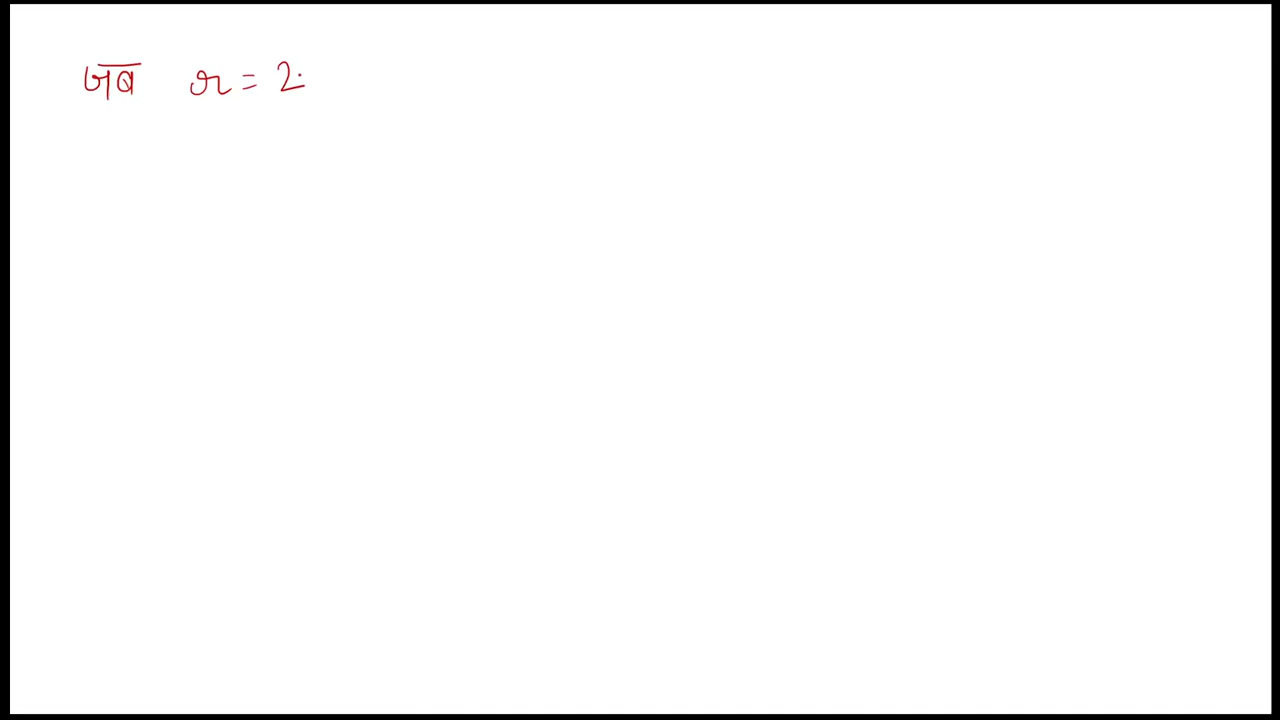 जब r = 2.